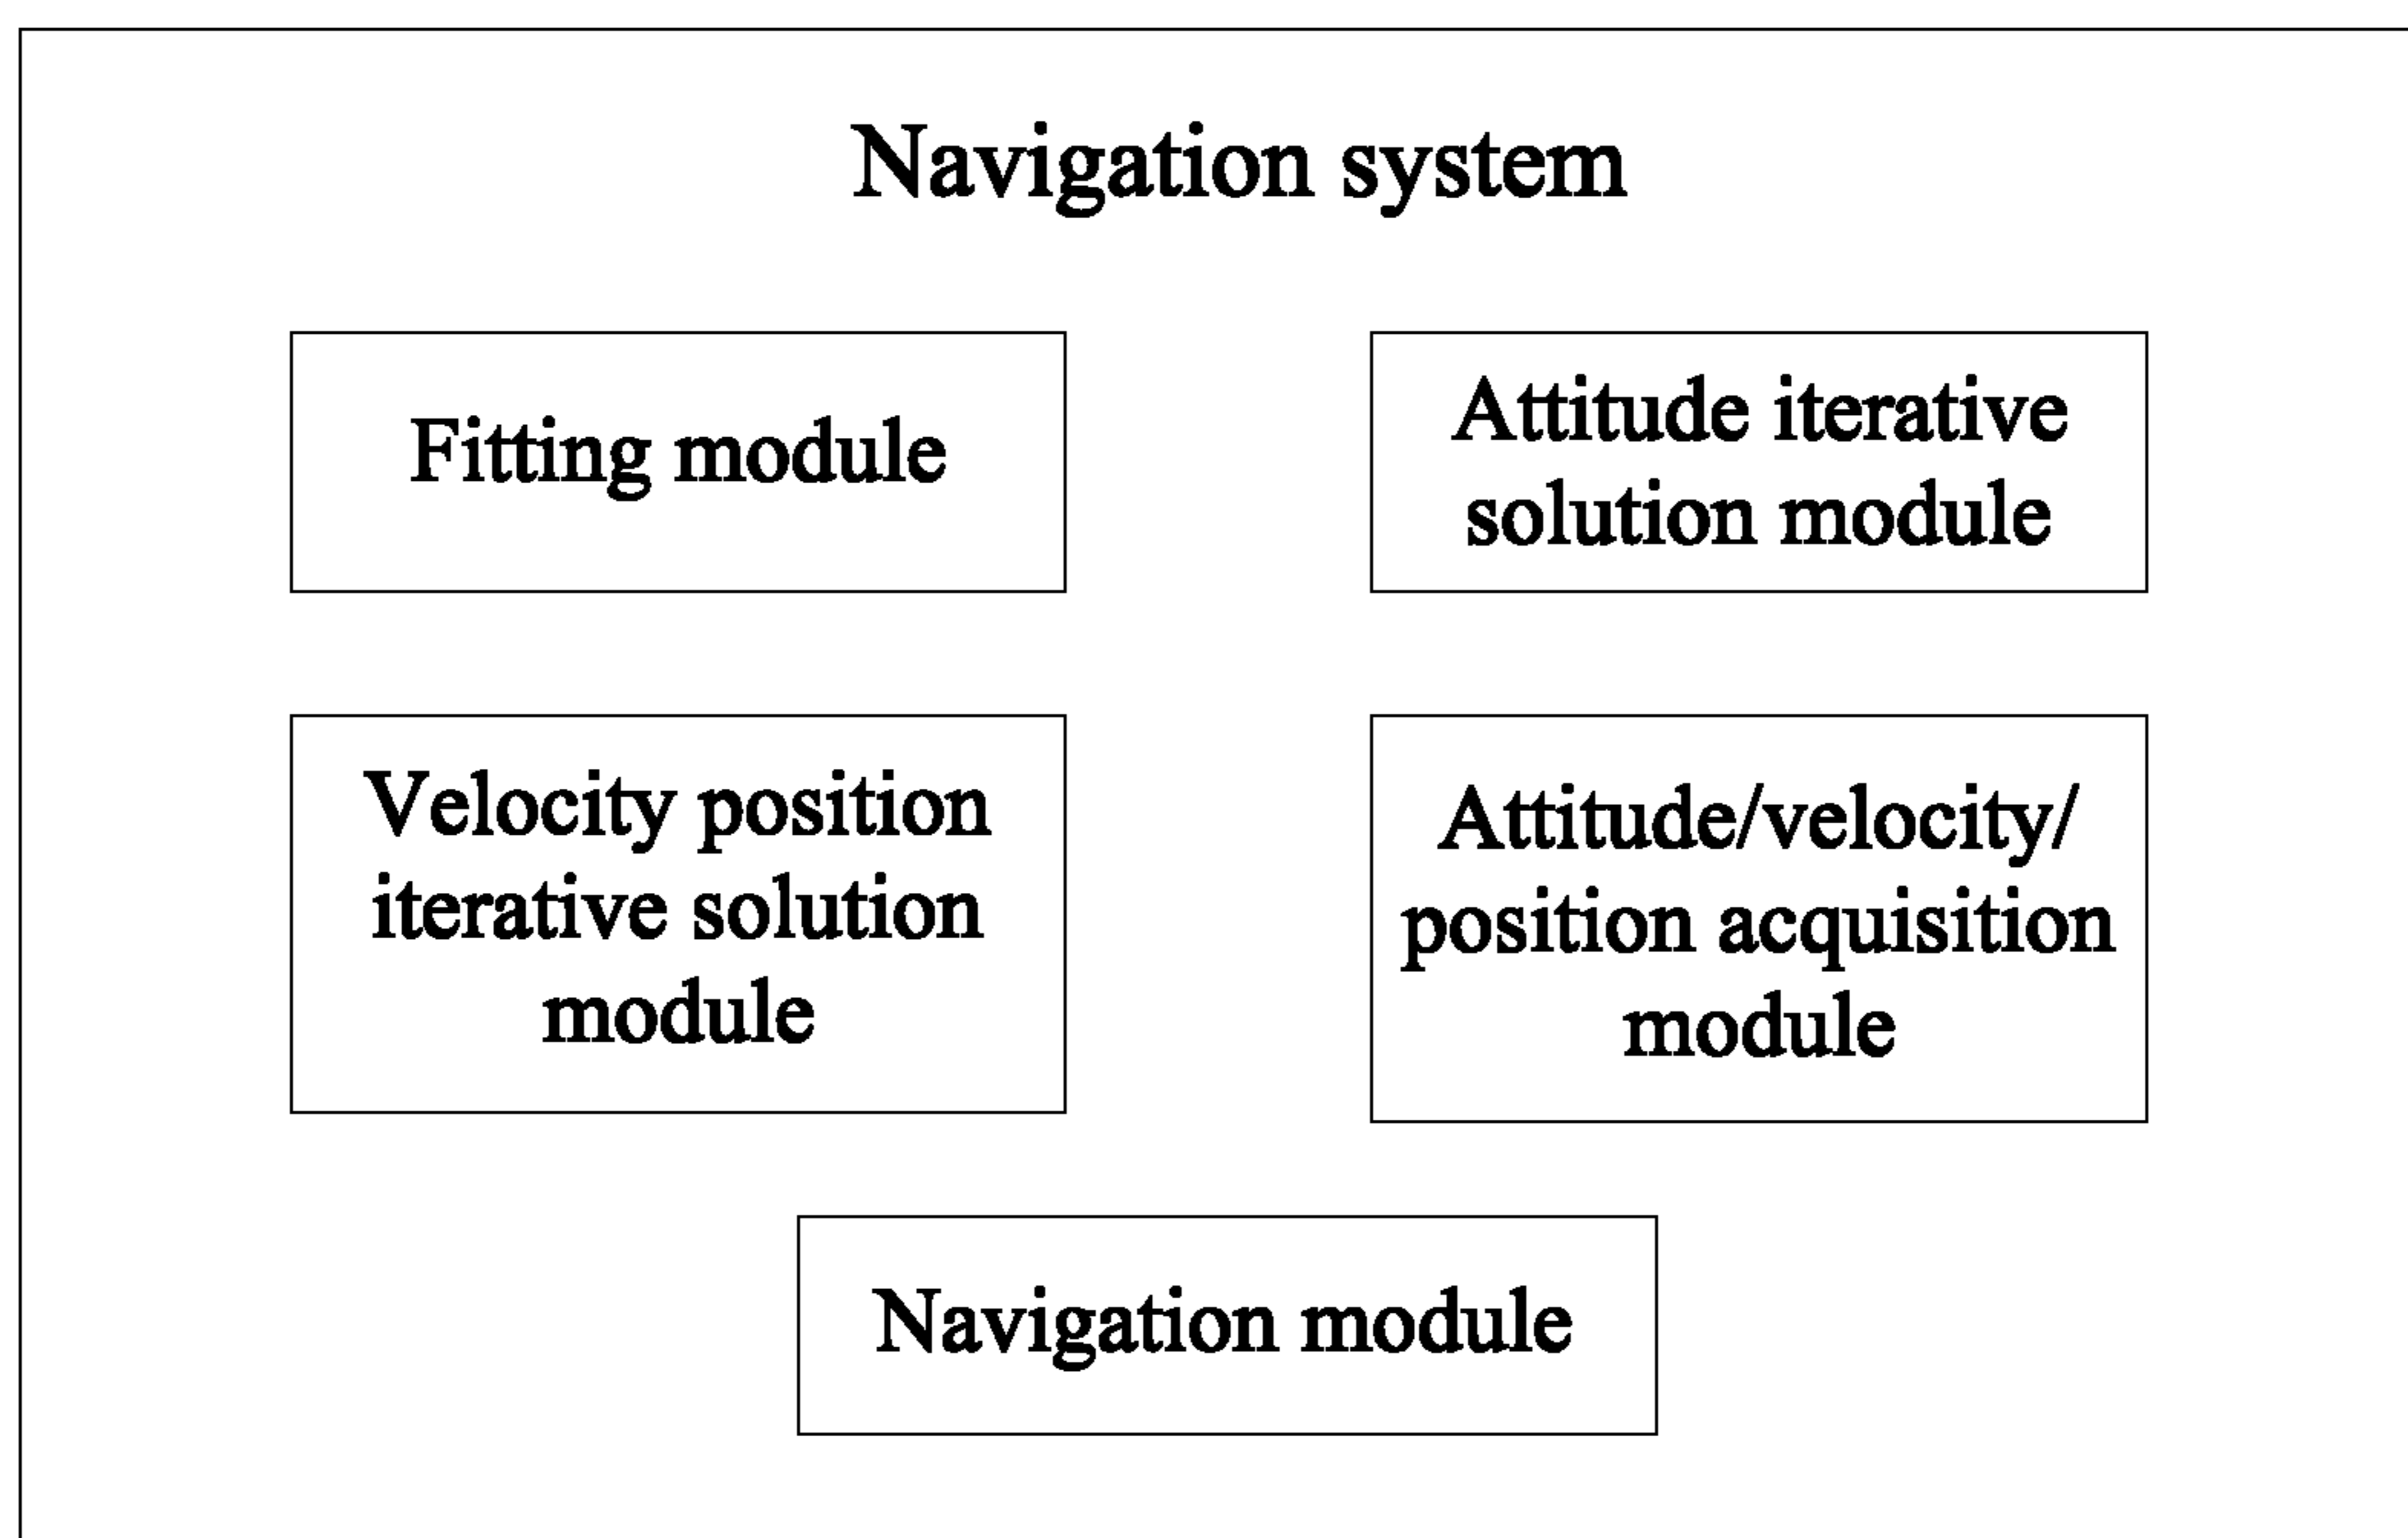 Navigation system
Fitting module
Attitude iterative
solution module
Velocity position
iterative solution
module
Attitude/velocity/
position acquisition
module
Navigation module